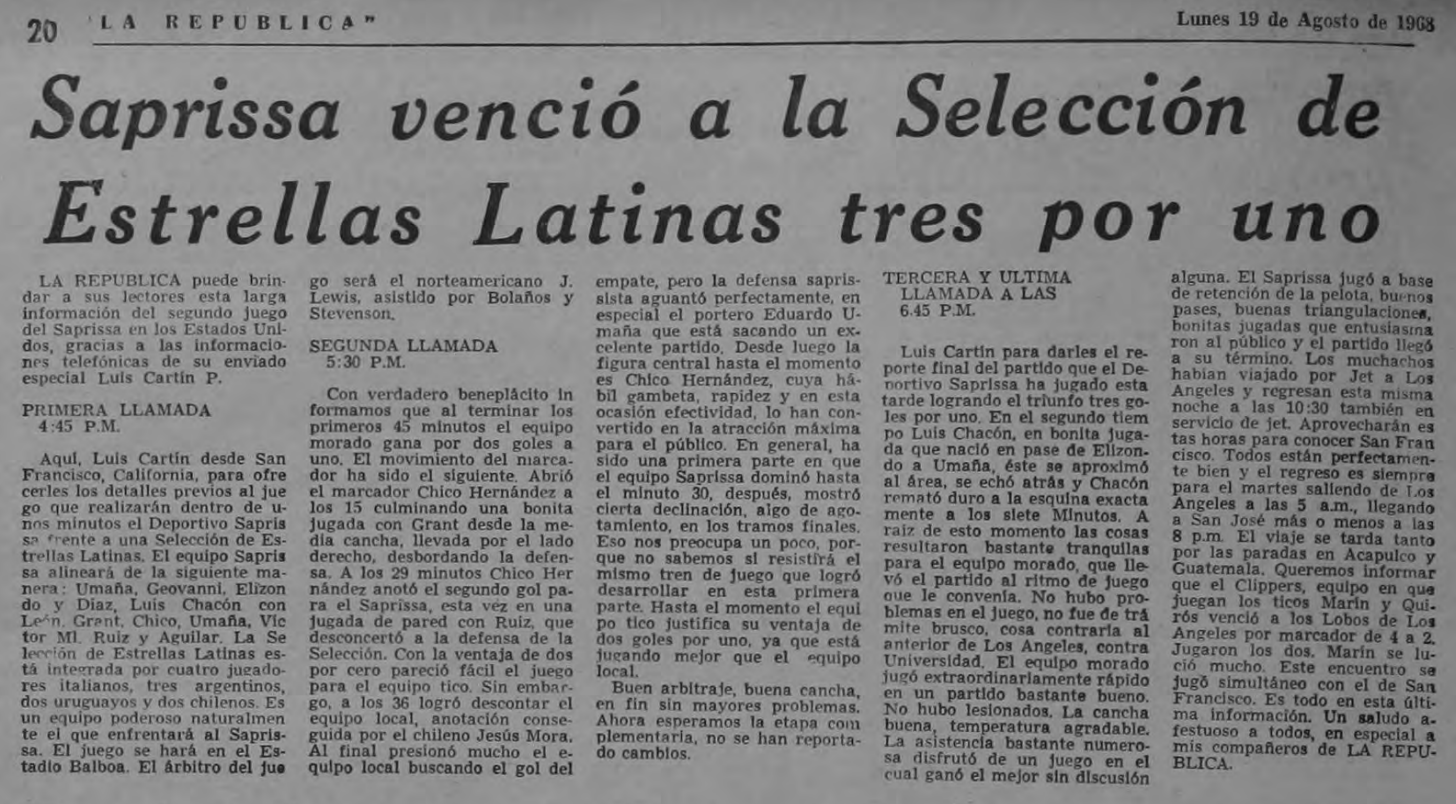 20 "LA REPUBLICA" Lunes 19 de Agosto de 1968
Saprissa venció a la Selección de
Estrellas Latinas tres por uno
LA REPUBLICA puede brin-
dar a sus lectores esta larga
información del segundo juego
del Saprissa en los Estados Uni-
dos, gracias a las informacio-
nes telefónicas de su enviado
especial Luis Cartín P.
PRIMERA LLAMADA
4:45 P.M.
Aquí, Luis Cartín desde San
Francisco, California, para ofre
cerles los detalles previos al jue
go que realizarán dentro de u-
nos minutos el Deportivo Sapris
sa frente a una Selección de Es-
trellas Latinas. El equipo Sapris
sa alineará de la siguiente ma-
nera: Umaña, Geovanni, Elizon
do y Díaz, Luis Chacón con
León. Grant, Chico, Umaña, Víc
tor Ml. Ruiz y Aguilar. La Se
lección de Estrellas Latinas es-
tá integrada por cuatro jugado-
res italianos, tres argentinos,
dos uruguayos y dos chilenos. Es
un equipo poderoso naturalmen
te el que enfrentará al Sapris-
sa. El juego se hará en el Es-
tadio Balboa. El árbitro del jue
go será el norteamericano J.
Lewis, asistido por Bolaños y
Stevenson.
SEGUNDA LLAMADA
5:30 P.M.
Con verdadero beneplácito in
formamos que al terminar los
primeros 45 minutos el equipo
morado gana por dos goles a
uno. El movimiento del marca-
dor ha sido el siguiente. Abrió
el marcador Chico Hernández a
los 15 culminando una bonita
jugada con Grant desde la me-
dia cancha, llevada por el lado
derecho, desbordando la defen-
sa. A los 29 minutos Chico Her
nández anotó el segundo gol pa-
ra el Saprissa, esta véz en una
jugada de pared con Ruiz, que
desconcertó a la defensa de la
Selección. Con la ventaja de dos
por cero pareció fácil el juego
para el equipo tico. Sin embar-
go, a los 36 logró descontar el
equipo local, anotación conse-
guida por el chileno Jesús Mora.
Al final presionó mucho el e-
quipo local buscando el gol del
empate, pero la defensa sapris-
sista aguantó perfectamente, en
especial el portero Eduardo U-
maña que está sacando un ex-
celente partido. Desde luego la
figura central hasta el momento
es Chico Hernández, cuya há-
bil gambeta, rapidez y en esta
ocasión efectividad, lo han con-
vertido en la atracción máxima
para el público. En general, ha
sido una primera parte en que
el equipo Saprissa dominó hasta
el minuto 30, después, mostró
cierta declinación, algo de ago-
tamiento, en los tramos finales.
Eso nos preocupa un poco, por-
que no sabemos si resistirá el
mismo tren de juego que logró
desarrollar en esta primera
parte. Hasta el momento el equi
po tico justifica su ventaja de
dos goles por uno, ya que está
jugando mejor que el equipo
local.
Buen arbitraje, buena cancha,
en fin sin mayores problemas.
Ahora esperamos la etapa com
plementaria, no se han reporta-
do cambios.
TERCERA Y ULTIMA
LLAMADA A LAS
6.45 P.M.
Luis Cartín para darles el re-
porte final del partido que el De-
portivo Saprissa ha jugado esta
tarde logrando el triunfo tres go-
les por uno. En el segundo tiem
po Luis Chacón, en bonita juga-
da que nació en pase de Elizon-
do a Umaña, éste se aproximó
al área, se echó atrás y Chacón
remató duro a la esquina exacta
mente a los siete Minutos. A
raíz de esto momento las cosas
resultaron bastante tranquilas
para el equipo morado, que lle-
vó el partido al ritmo de juego
que le convenía. No hubo pro-
blemas en el juego, no fue de trá
mite brusco, cosa contraria al
anterior de Los Angeles, contra
Universidad. El equipo morado
jugó extraordinariamente rápido
en un partido bastante bueno.
No hubo lesionados. La cancha
buena, temperatura agradable.
La asistencia bastante numero-
sa disfrutó de un juego en el
cual ganó el mejor sin discusión
alguna. El Saprissa jugó a base
de retención de la pelota, buenos
pases, buenas triangulaciones,
bonitas jugadas que entusiasma
ron al público y el partido llegó
a su término. Los muchachos
habían viajado por Jet a Los
Angeles y regresan esta misma
noche a las 10:30 también en
servicio de jet. Aprovecharán es
tas horas para conocer San Fran
cisco. Todos están perfectamen-
te bien y el regreso es siempre
para el martes saliendo de Los
Angeles a las 5 a.m., llegando
a San José más o menos a las
8 p.m. El viaje se tarda tanto
por las paradas en Acapulco y
Guatemala. Queremos informar
que el Clippers, equipo en que
juegan los ticos Marín y Qui-
rós venció a los Lobos de Los
Angeles por marcador de 4 a 2.
Jugaron los dos. Marín se lu-
ció mucho. Este encuentro se
jugó simultáneo con el de San
Francisco. Es todo en esta últi-
ma información. Un saludo a-
festuoso a todos, en especial a
mis compañeros de LA REPU-
BLICA.